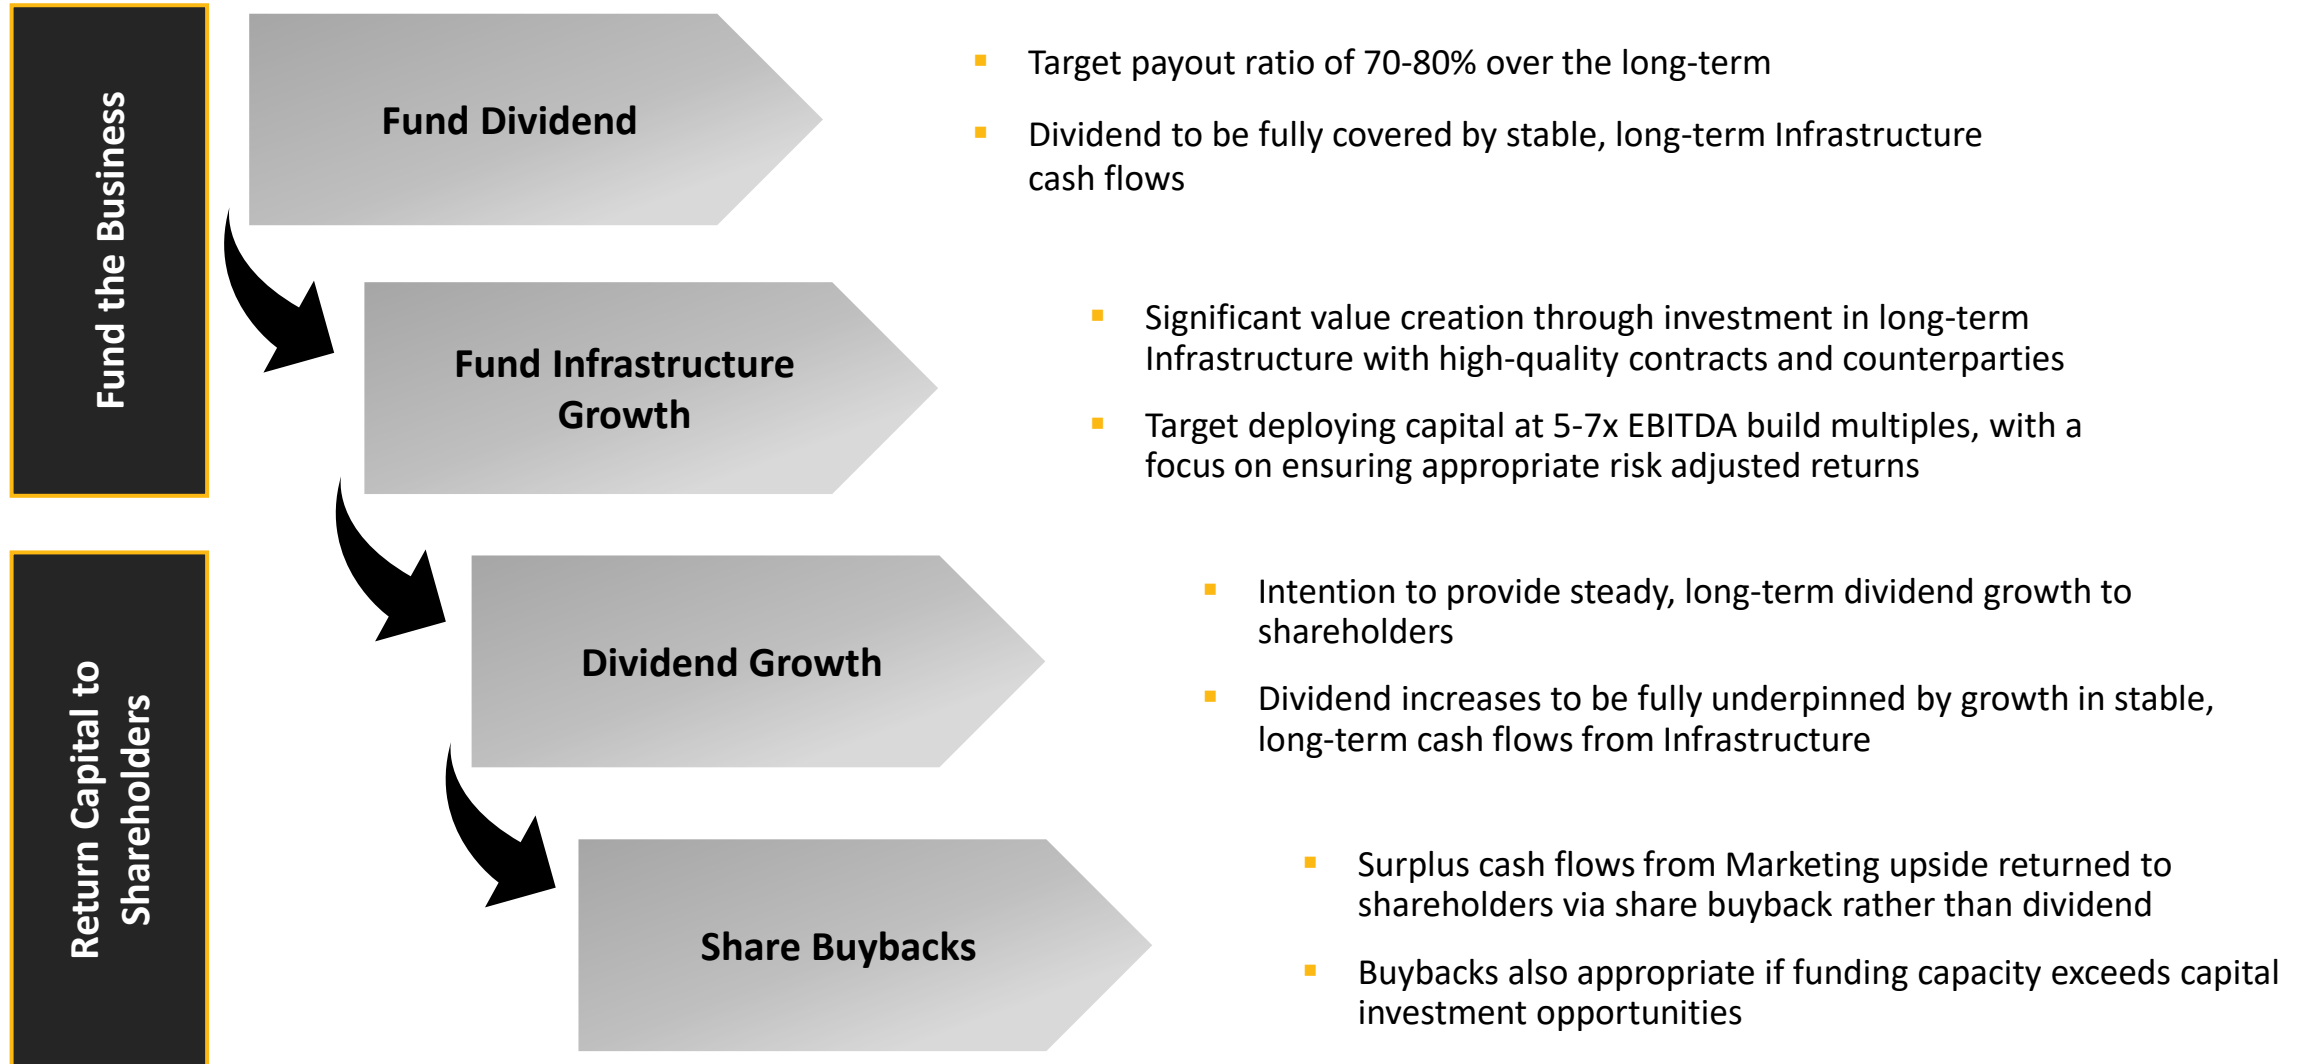 Fund the Business
Fund Dividend
Target payout ratio of 70-80% over the long-term
Dividend to be fully covered by stable, long-term Infrastructure
cash flows
Fund Infrastructure
Growth
Significant value creation through investment in long-term
Infrastructure with high-quality contracts and counterparties
Target deploying capital at 5-7x EBITDA build multiples, with a
focus on ensuring appropriate risk adjusted returns
Return Capital to
Shareholders
Dividend Growth
Intention to provide steady, long-term dividend growth to
shareholders
Dividend increases to be fully underpinned by growth in stable,
long-term cash flows from Infrastructure
Share Buybacks
Surplus cash flows from Marketing upside returned to
shareholders via share buyback rather than dividend
Buybacks also appropriate if funding capacity exceeds capital
investment opportunities